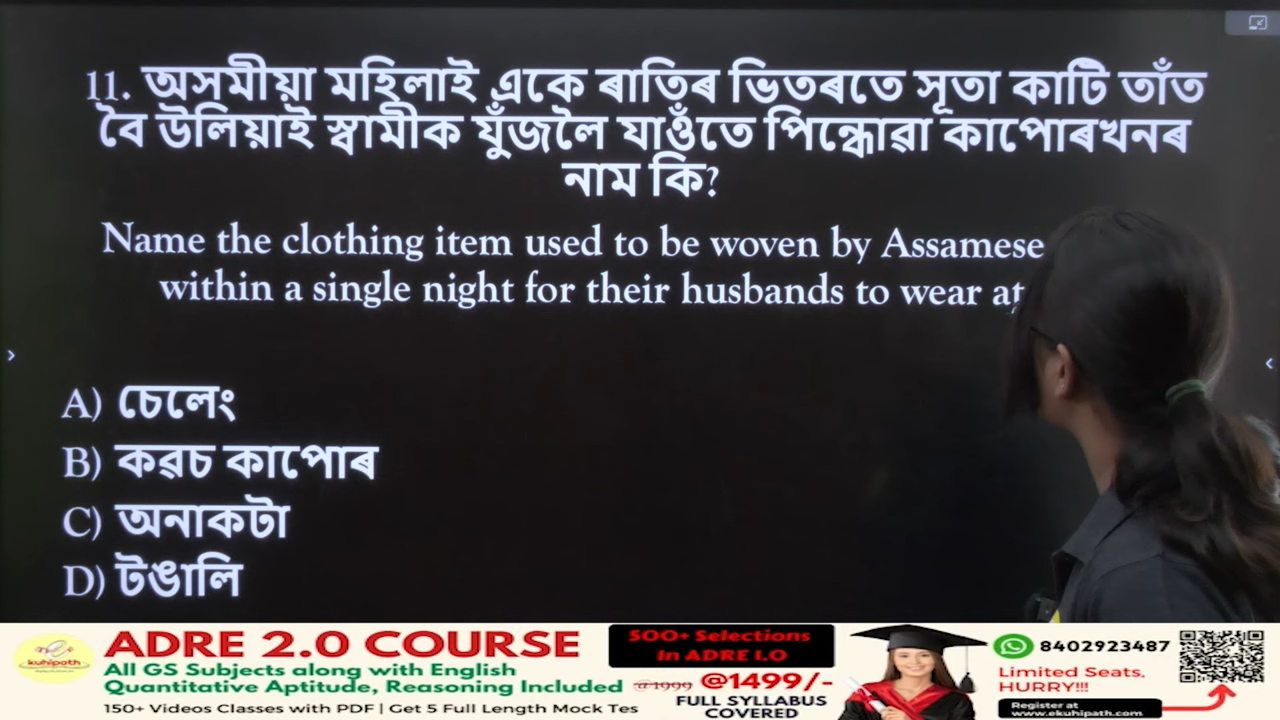 11. অসমীয়া মহিলাই একে ৰাতিৰ ভিতৰতে সূতা কাটি তাঁত
বৈ উলিয়াই স্বামীক যুঁজলৈ যাওঁতে পিন্ধোৱা কাপোৰখনৰ
নাম কি?
Name the clothing item used to be woven by Assamese
within a single night for their husbands to wear at
A) চেলেং
B) কৱচ কাপোৰ
C) অনাকটা
D) টঙালি
kuhipath
ADRE 2.0 COURSE
All GS Subjects along with English
Quantitative Aptitude, Reasoning Included
150+ Videos Classes with PDF | Get 5 Full Length Mock Tes
500+ Selections
In ADRE 1.0
@1999 @1499/-
FULL SYLLABUS
COVERED
8402923487
Limited Seats,
HURRY!!!
Register at
www.ekuhipath.com